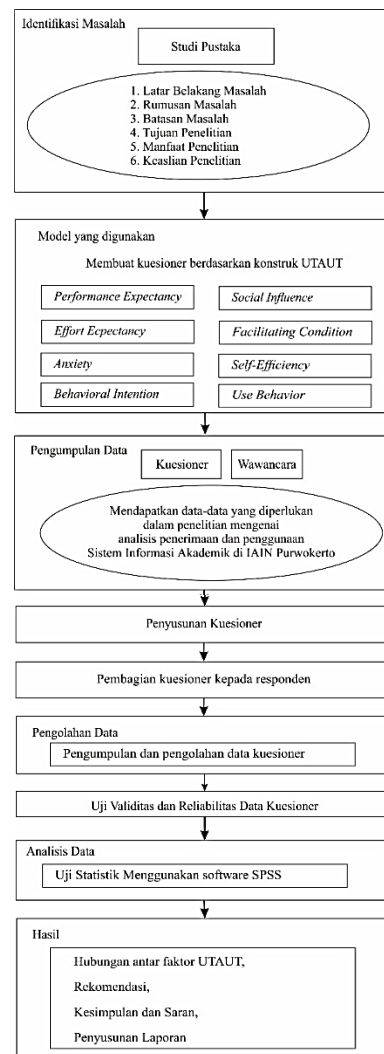 Identifikasi Masalah
Studi Pustaka
1. Latar Belakang Masalah
2. Rumusan Masalah
3. Batasan Masalah
4. Tujuan Penelitian
5. Manfaat Penelitian
6. Keaslian Penelitian
Model yang digunakan
Membuat kuesioner berdasarkan konstruk UTAUT
Performance Expectancy
Social Influence
Effort Ecpectancy
Facilitating Condition
Anxiety
Self-Efficiency
Behavioral Intention
Use Behavior
Pengumpulan Data
Kuesioner
Wawancara
Mendapatkan data-data yang diperlukan
dalam penelitian mengenai
analisis penerimaan dan penggunaan
Sistem Informasi Akademik di IAIN Purwokerto
Penyusunan Kuesioner
Pembagian kuesioner kepada responden
Pengolahan Data
Pengumpulan dan pengolahan data kuesioner
Uji Validitas dan Reliabilitas Data Kuesioner
Analisis Data
Uji Statistik Menggunakan software SPSS
Hasil
Hubungan antar faktor UTAUT,
Rekomendasi,
Kesimpulan dan Saran,
Penyusunan Laporan